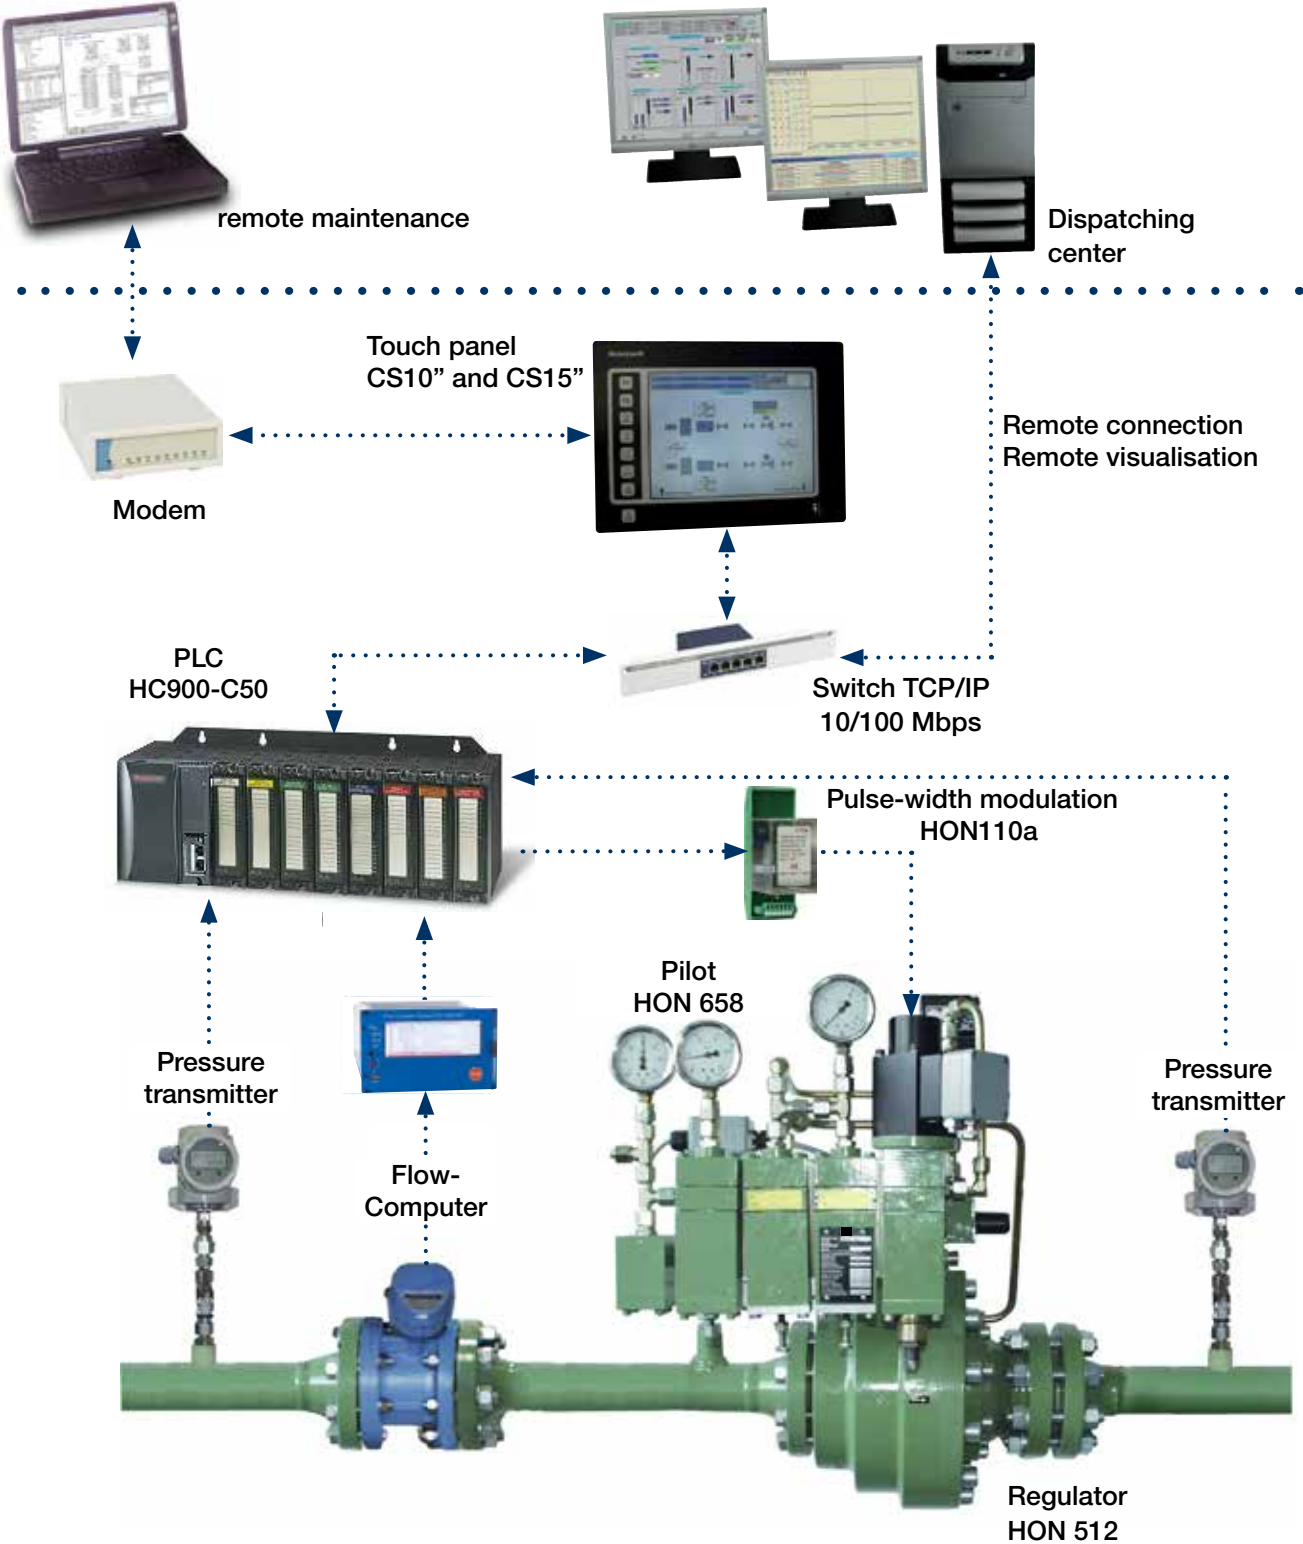 remote maintenance
Dispatching
center
Touch panel
CS10” and CS15”
Remote connection
Remote visualisation
Modem
PLC
HC900-C50
Switch TCP/IP
10/100 Mbps
Pulse-width modulation
HON110a
Pilot
HON 658
Pressure
transmitter
Pressure
transmitter
Flow-
Computer
Regulator
HON 512